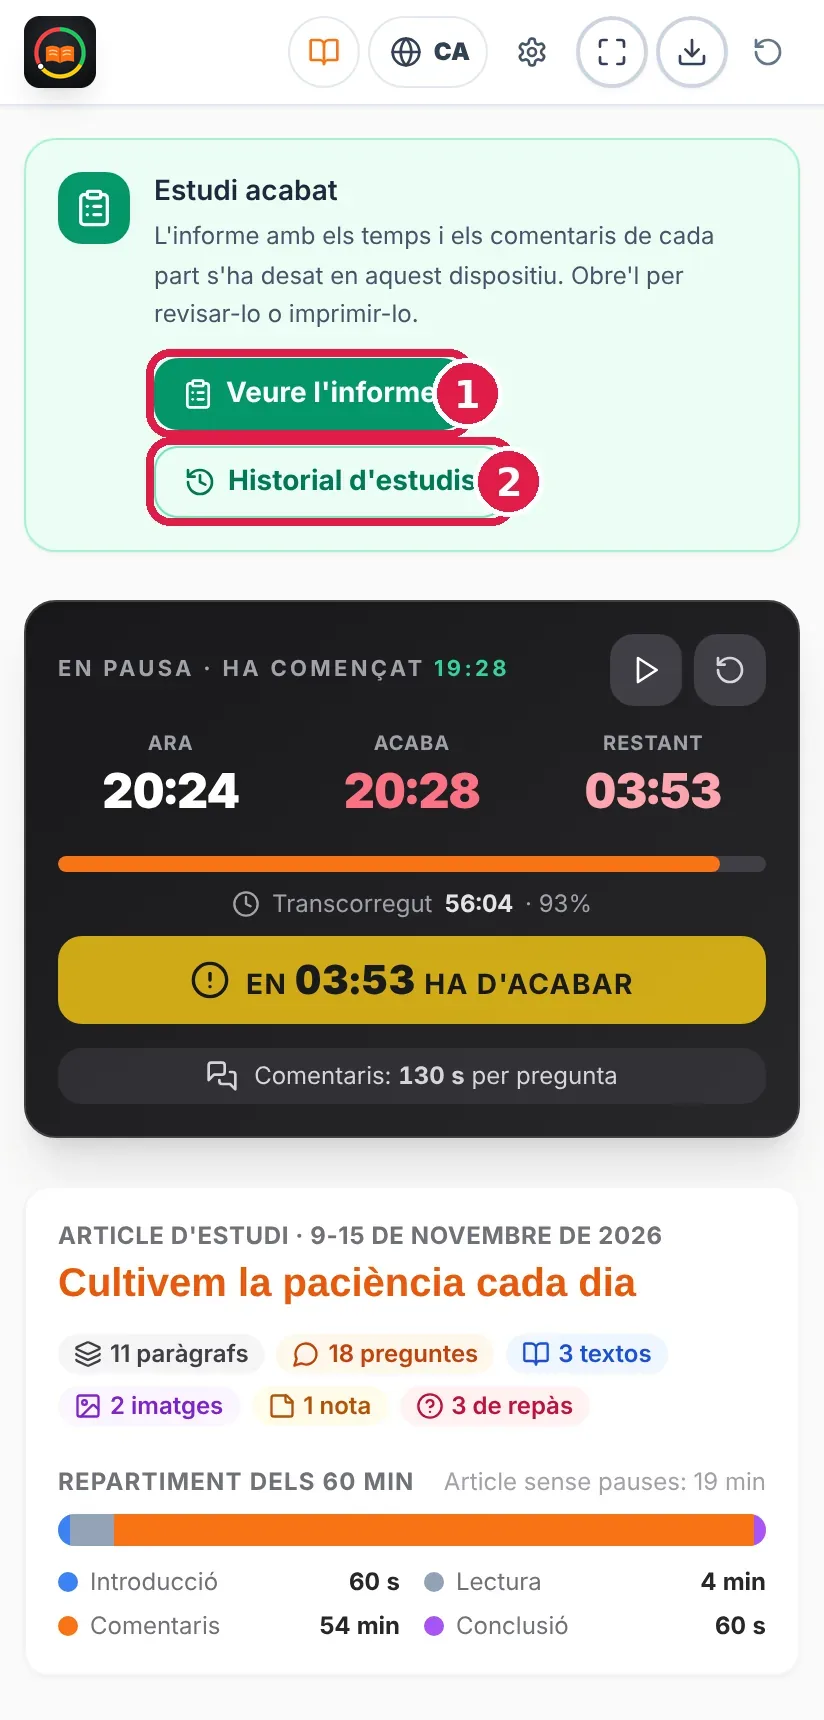 CA
Estudi acabat
L'informe amb els temps i els comentaris de cada
part s'ha desat en aquest dispositiu. Obre'l per
revisar-lo o imprimir-lo.
Veure l'informe 1
Historial d'estudis 2
EN PAUSA · HA COMENÇAT 19:28
ARA ACABA RESTANT
20:24 20:28 03:53
Transcorregut 56:04 · 93%
EN 03:53 HA D'ACABAR
Comentaris: 130 s per pregunta
ARTICLE D'ESTUDI · 9-15 DE NOVEMBRE DE 2026
Cultivem la paciència cada dia
11 paràgrafs 18 preguntes 3 textos
2 imatges 1 nota 3 de repàs
REPARTIMENT DELS 60 MIN Article sense pauses: 19 min
Introducció 60 s Lectura 4 min
Comentaris 54 min Conclusió 60 s